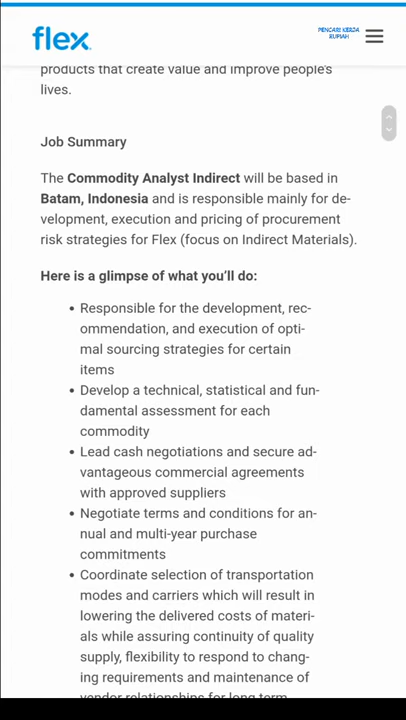 flex
PENCARI KERJA
RUPIAH
products that create value and improve people's
lives.
Job Summary
The Commodity Analyst Indirect will be based in
Batam, Indonesia and is responsible mainly for de-
velopment, execution and pricing of procurement
risk strategies for Flex (focus on Indirect Materials).
Here is a glimpse of what you'll do:
• Responsible for the development, rec-
ommendation, and execution of opti-
mal sourcing strategies for certain
items
• Develop a technical, statistical and fun-
damental assessment for each
commodity
• Lead cash negotiations and secure ad-
vantageous commercial agreements
with approved suppliers
• Negotiate terms and conditions for an-
nual and multi-year purchase
commitments
• Coordinate selection of transportation
modes and carriers which will result in
lowering the delivered costs of materi-
als while assuring continuity of quality
supply, flexibility to respond to chang-
ing requirements and maintenance of
vendor relationships for long term